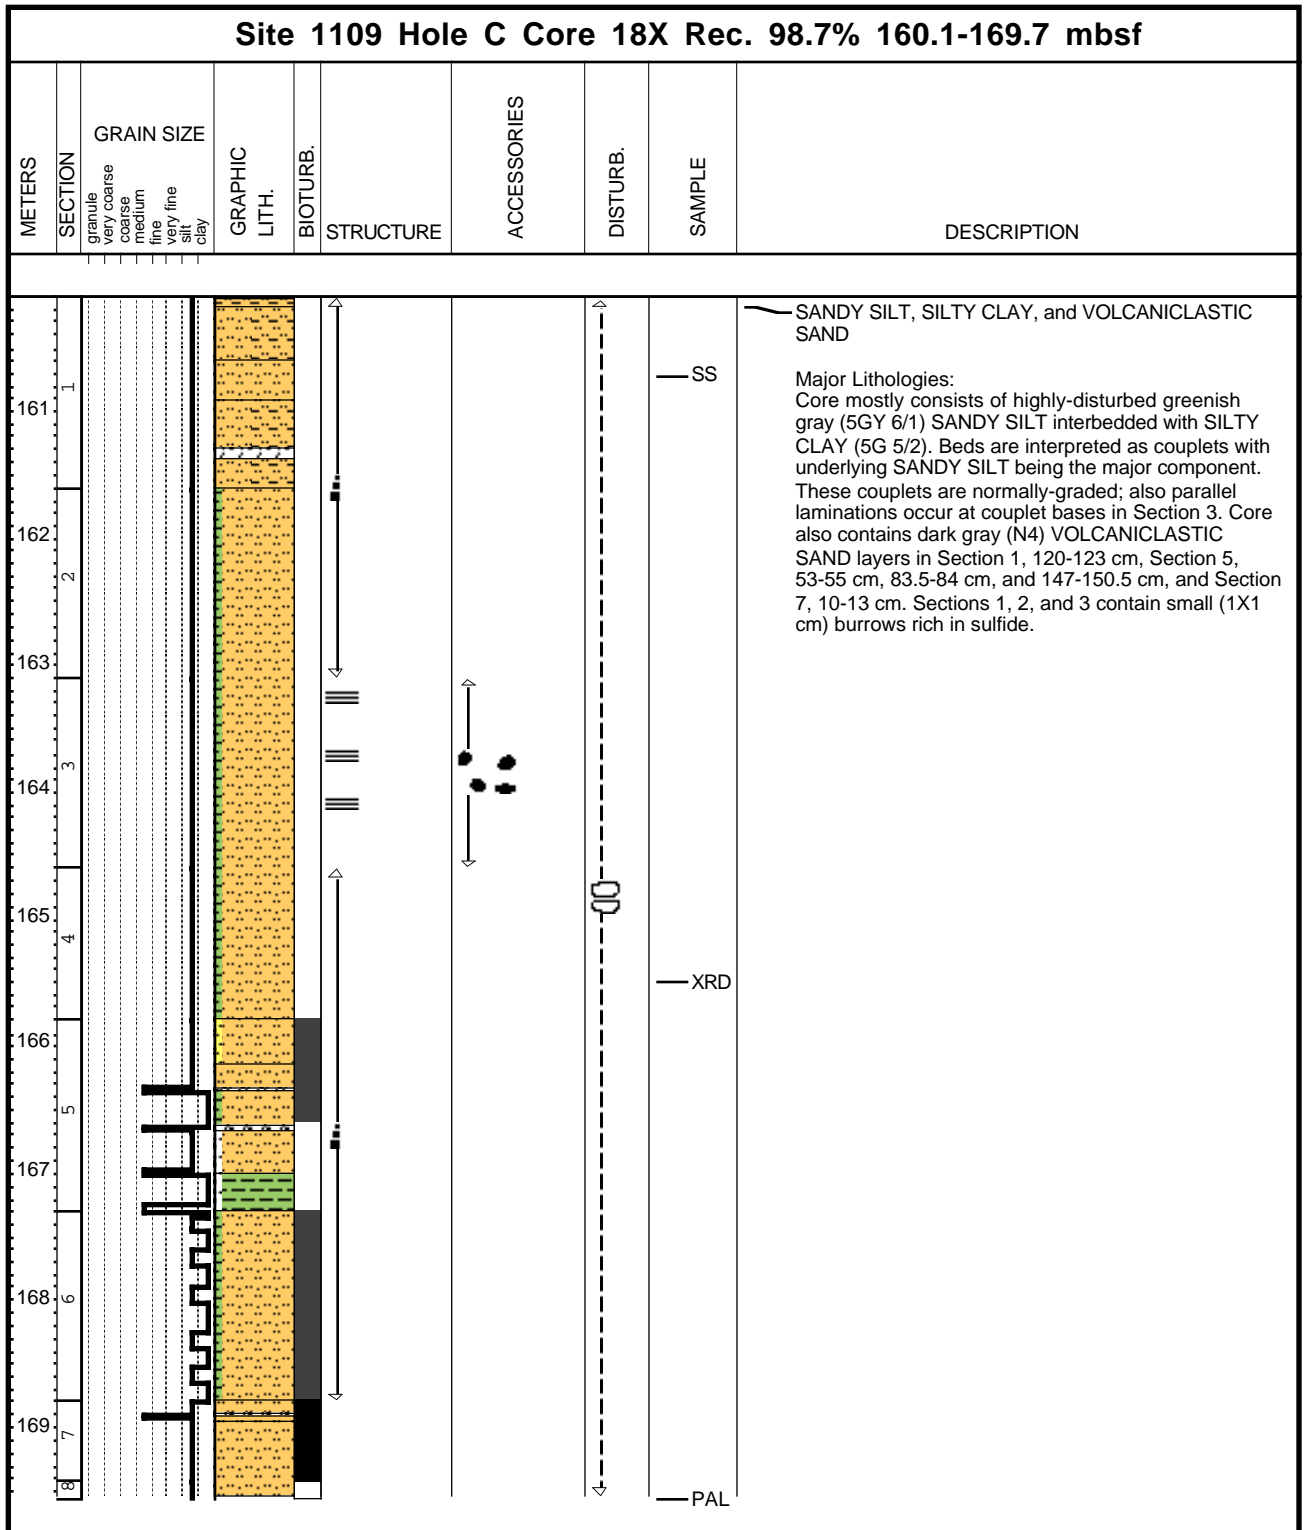 Site 1109 Hole C Core 18X Rec. 98.7% 160.1-169.7 mbsf
METERS
SECTION
GRAIN SIZE
granule
very coarse
coarse
medium
fine
very fine
silt
clay
GRAPHIC
LITH.
BIOTURB.
STRUCTURE
ACCESSORIES
DISTURB.
SAMPLE
DESCRIPTION
161
162
163
164
165
166
167
168
169
1
2
3
4
5
6
7
8
SS
XRD
PAL
SANDY SILT, SILTY CLAY, and VOLCANICLASTIC
SAND
Major Lithologies:
Core mostly consists of highly-disturbed greenish
gray (5GY 6/1) SANDY SILT interbedded with SILTY
CLAY (5G 5/2). Beds are interpreted as couplets with
underlying SANDY SILT being the major component.
These couplets are normally-graded; also parallel
laminations occur at couplet bases in Section 3. Core
also contains dark gray (N4) VOLCANICLASTIC
SAND layers in Section 1, 120-123 cm, Section 5,
53-55 cm, 83.5-84 cm, and 147-150.5 cm, and Section
7, 10-13 cm. Sections 1, 2, and 3 contain small (1X1
cm) burrows rich in sulfide.